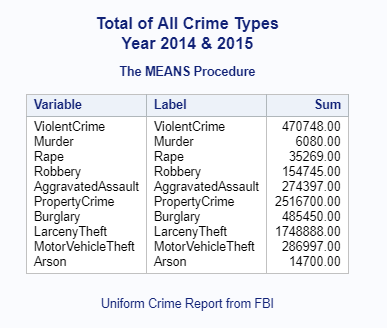 Total of All Crime Types
Year 2014 & 2015
The MEANS Procedure
Variable Label Sum
ViolentCrime ViolentCrime 470748.00
Murder Murder 6080.00
Rape Rape 35269.00
Robbery Robbery 154745.00
AggravatedAssault AggravatedAssault 274397.00
PropertyCrime PropertyCrime 2516700.00
Burglary Burglary 485450.00
LarcenyTheft LarcenyTheft 1748888.00
MotorVehicleTheft MotorVehicleTheft 286997.00
Arson Arson 14700.00
Uniform Crime Report from FBI